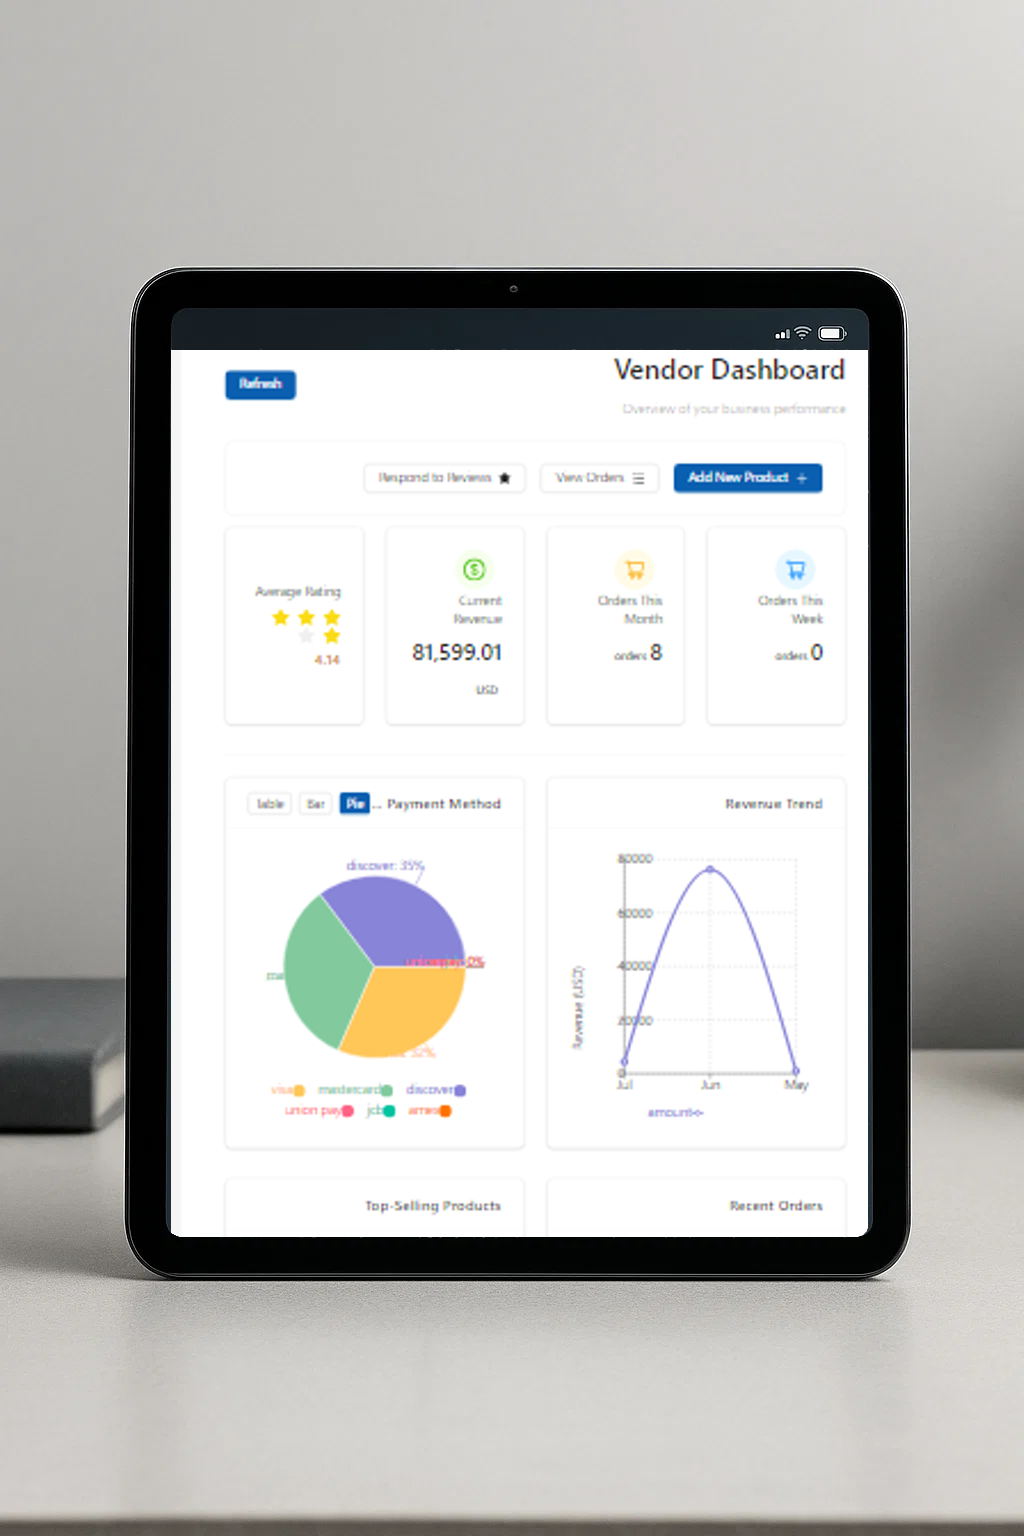 Vendor Dashboard
Refresh
Overview of your business performance
Add New Product
View Orders
Respond to Reviews
Orders This
Week
orders 0
Orders This
Month
orders 8
Current
Revenue
81,599.01
USD
Average Rating
4.14
Revenue Trend
80000
60000
40000
20000
0
Revenue (USD)
Jul
Jun
May
amount
... Payment Method
Pie
Bar
Table
discover: 35%
0%
32%
visa
mastercard
discover
union pay
jcb
amex
Recent Orders
Top-Selling Products